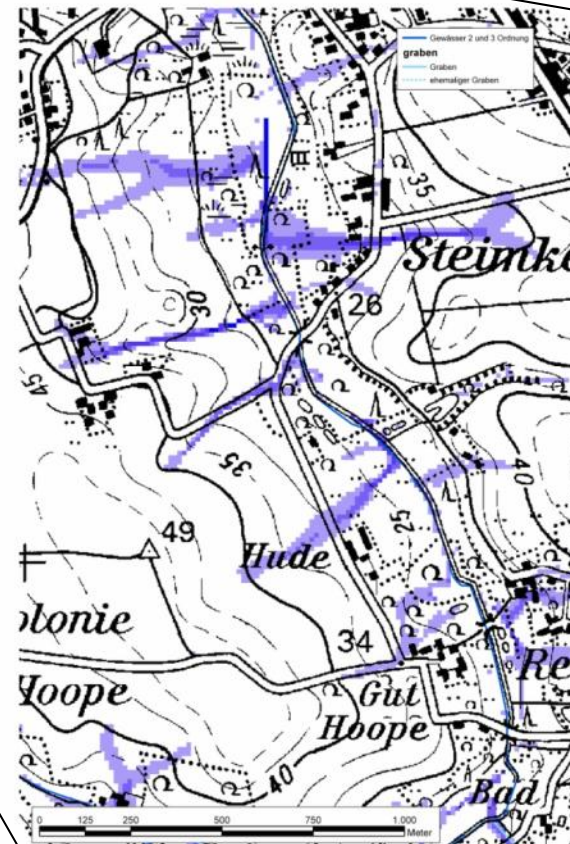 Gewässer 2 und 3 Ordnung
graben
Graben
ehemaliger Graben
35
Steimke
30
26
45
35
40
49
25
Hude
olonie
34
Re
Hoope
Gut
Hoope
40
Bad
0 125 250 500 750 1.000
Meter